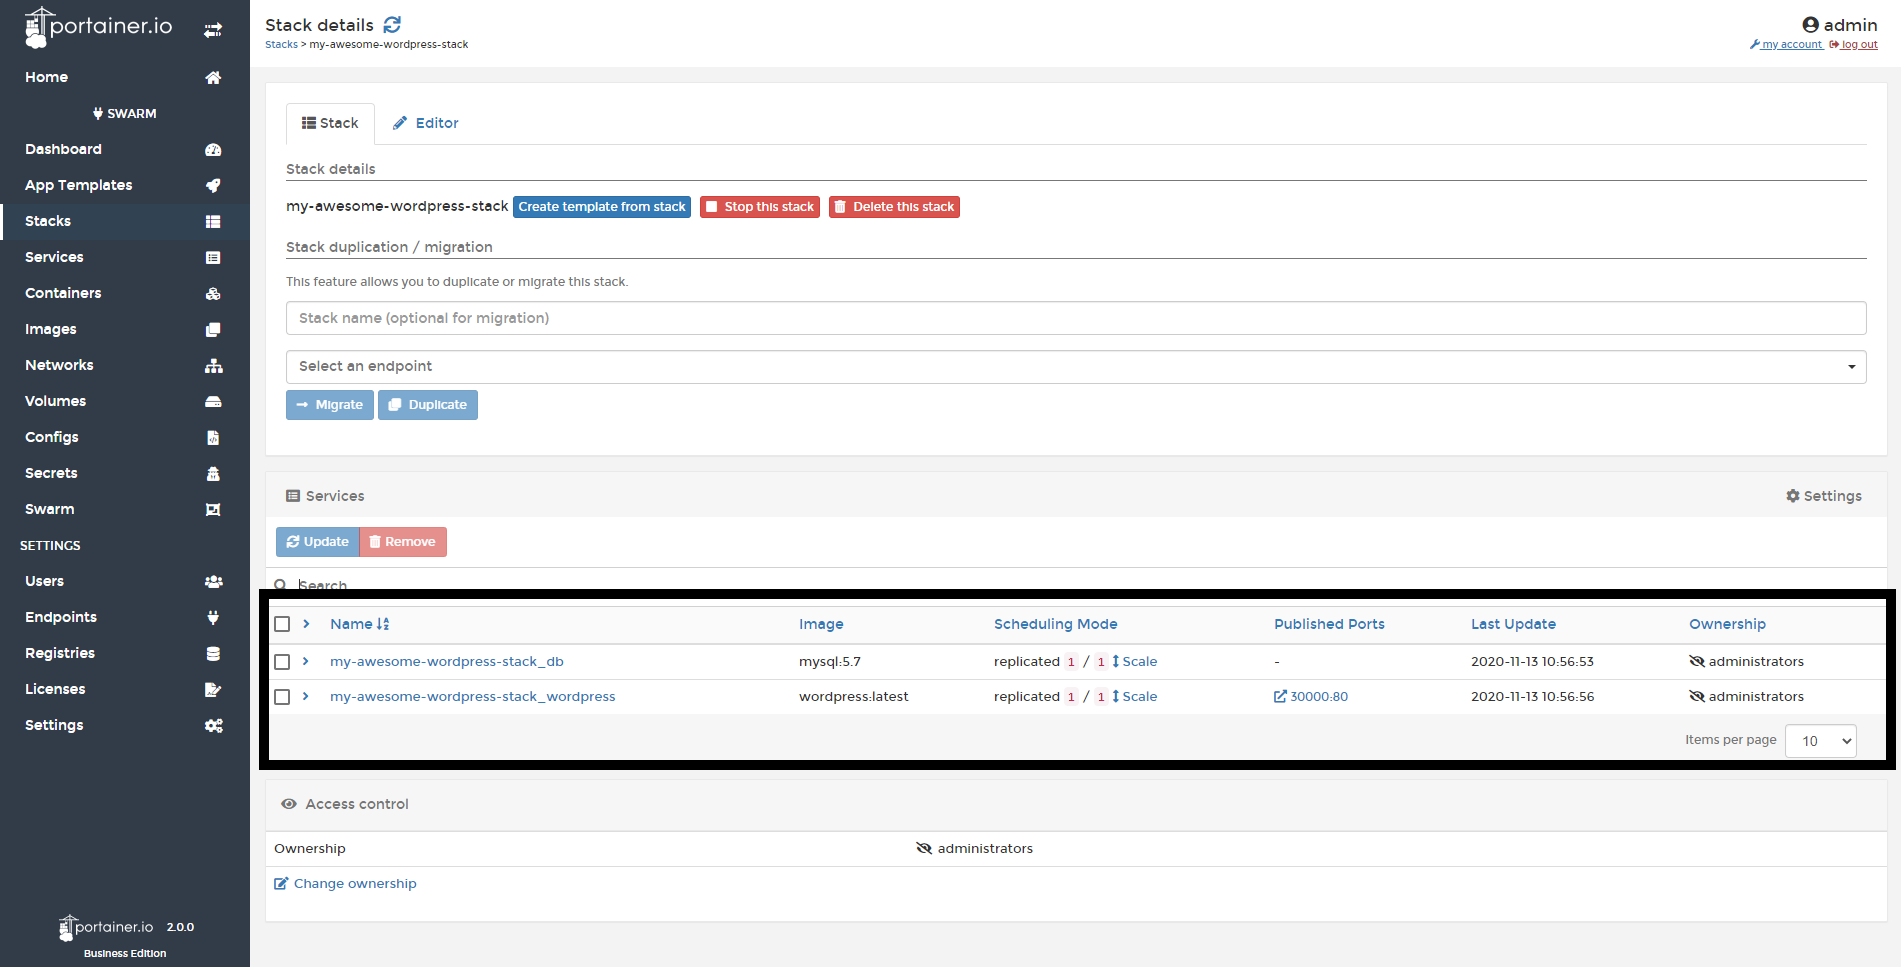 portainer.io
Home
SWARM
Dashboard
App Templates
Stacks
Services
Containers
Images
Networks
Volumes
Configs
Secrets
Swarm
SETTINGS
Users
Endpoints
Registries
Licenses
Settings
portainer.io 2.0.0
Business Edition
Stack details
Stacks > my-awesome-wordpress-stack
admin
my account log out
Stack Editor
Stack details
my-awesome-wordpress-stack Create template from stack Stop this stack Delete this stack
Stack duplication / migration
This feature allows you to duplicate or migrate this stack.
Stack name (optional for migration)
Select an endpoint
Migrate Duplicate
Services Settings
Update Remove
Search
Name Image Scheduling Mode Published Ports Last Update Ownership
my-awesome-wordpress-stack_db mysql:5.7 replicated 1 / 1 Scale - 2020-11-13 10:56:53 administrators
my-awesome-wordpress-stack_wordpress wordpress:latest replicated 1 / 1 Scale 30000:80 2020-11-13 10:56:56 administrators
Items per page 10
Access control
Ownership administrators
Change ownership